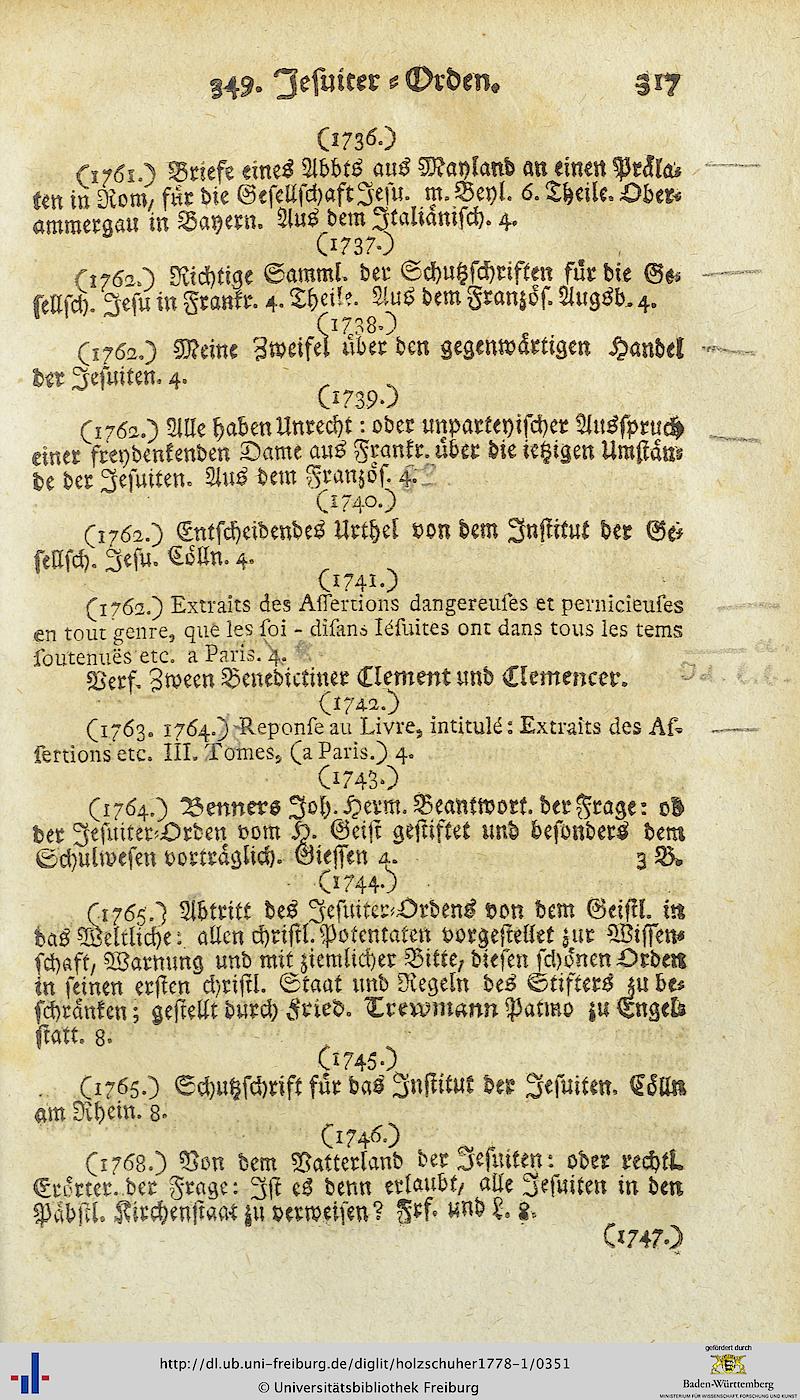 349. Jesuiter = Orden. 317
(1736.)
(1761.) Briefe eines Abbts aus Mayland an einen Präla=
ten in Rom, für die Gesellschaft Jesu. m. Beyl. 6. Theile. Ober=
ammergau in Bayern. Aus dem Italiänisch. 4.
(1737.)
(1762.) Richtige Samml. der Schutzschriften für die Ge=
sellsch. Jesu in Frankr. 4. Theile. Aus dem Französ. Augsb. 4.
(1738.)
(1762.) Meine Zweifel über den gegenwärtigen Handel
der Jesuiten. 4.
(1739.)
(1762.) Alle haben Unrecht: oder unparteyischer Ausspruch
einer freydenkenden Dame aus Frankr. über die ietzigen Umstän=
de der Jesuiten. Aus dem Französ. 4.
(1740.)
(1762.) Entscheidendes Urthel von dem Institut der Ge=
sellsch. Jesu. Cölln. 4.
(1741.)
(1762.) Extraits des Aſſertions dangereuſes et pernicieuſes
en tout genre, que les ſoi - diſans Iéſuites ont dans tous les tems
ſoutenuës etc. a Paris. 4.
Verf. Zween Benedictiner Clement und Clemencer.
(1742.)
(1763. 1764.) Reponſe au Livre, intitulé: Extraits des Aſ-
ſertions etc. III. Tomes, (a Paris.) 4.
(1743.)
(1764.) Benners Joh. Herm. Beantwort. der Frage: ob
der Jesuiter=Orden vom H. Geist gestiftet und besonders dem
Schulwesen vorträglich. Giessen 4. 3 B.
(1744.)
(1765.) Abtritt des Jesuiter=Ordens von dem Geistl. in
das Weltliche: allen christl. Potentaten vorgestellet zur Wissen=
schaft, Warnung und mit ziemlicher Bitte, diesen schönen Orden
in seinen ersten christl. Staat und Regeln des Stifters zu be=
schränken; gestellt durch Fried. Trewmann Patmo zu Engel=
statt. 8.
(1745.)
(1765.) Schutzschrift für das Institut der Jesuiten. Cölln
am Rhein. 8.
(1746.)
(1768.) Von dem Vatterland der Jesuiten: oder rechtl.
Erörter. der Frage: Ist es denn erlaubt, alle Jesuiten in den
Päbstl. Kirchenstaat zu verweisen? Frf. und L. 8.
(1747.)
http://dl.ub.uni-freiburg.de/diglit/holzschuher1778-1/0351
© Universitätsbibliothek Freiburg
gefördert durch
Baden-Württemberg
MINISTERIUM FÜR WISSENSCHAFT, FORSCHUNG UND KUNST